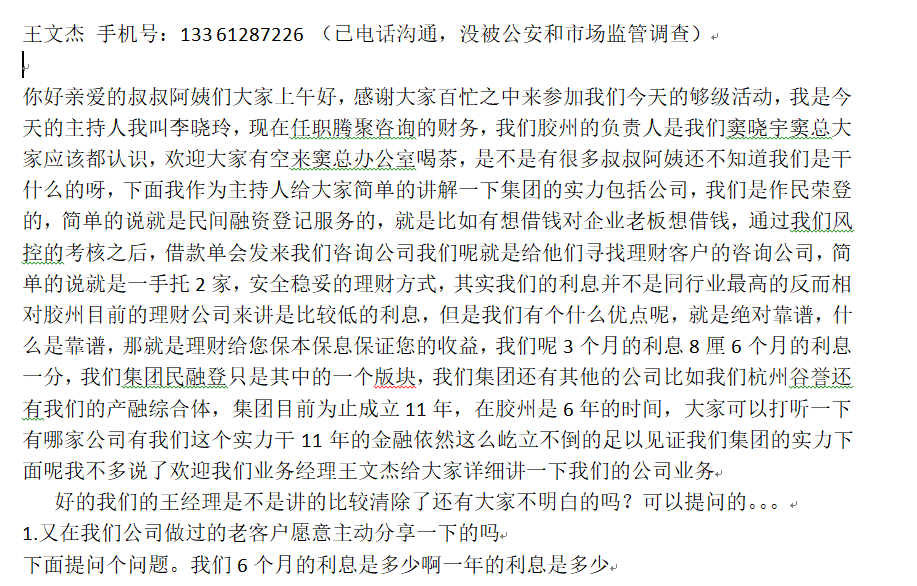 王文杰 手机号：13361287226 （已电话沟通，没被公安和市场监管调查）
你好亲爱的叔叔阿姨们大家上午好，感谢大家百忙之中来参加我们今天的够级活动，我是今
天的主持人我叫李晓玲，现在任职腾聚咨询的财务，我们胶州的负责人是我们窦晓宇窦总大
家应该都认识，欢迎大家有空来窦总办公室喝茶，是不是有很多叔叔阿姨还不知道我们是干
什么的呀，下面我作为主持人给大家简单的讲解一下集团的实力包括公司，我们是作民荣登
的，简单的说就是民间融资登记服务的，就是比如有想借钱对企业老板想借钱，通过我们风
控的考核之后，借款单会发来我们咨询公司我们呢就是给他们寻找理财客户的咨询公司，简
单的说就是一手托 2 家，安全稳妥的理财方式，其实我们的利息并不是同行业最高的反而相
对胶州目前的理财公司来讲是比较低的利息，但是我们有个什么优点呢，就是绝对靠谱，什
么是靠谱，那就是理财给您保本保息保证您的收益，我们呢 3 个月的利息 8 厘 6 个月的利息
一分，我们集团民融登只是其中的一个版块，我们集团还有其他的公司比如我们杭州谷誉还
有我们的产融综合体，集团目前为止成立 11 年，在胶州是 6 年的时间，大家可以打听一下
有哪家公司有我们这个实力于 11 年的金融依然这么屹立不倒的足以见证我们集团的实力下
面呢我不多说了欢迎我们业务经理王文杰给大家详细讲一下我们的公司业务
好的我们的王经理是不是讲的比较清除了还有大家不明白的吗？可以提问的。。。
1.又在我们公司做过的老客户愿意主动分享一下的吗
下面提问个问题。我们 6 个月的利息是多少啊一年的利息是多少